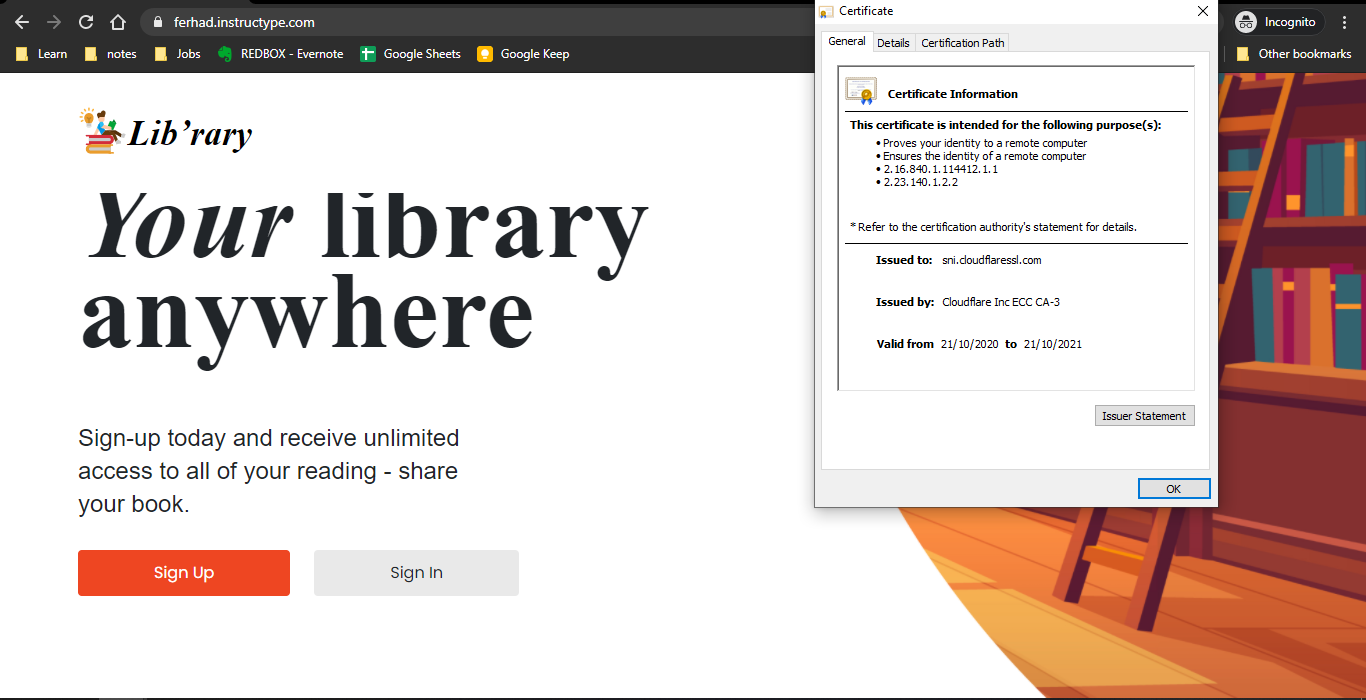 ferhad.instructype.com
Incognito
Learn
notes
Jobs
REDBOX - Evernote
Google Sheets
Google Keep
Other bookmarks
Lib’rary
Your library
anywhere
Sign-up today and receive unlimited
access to all of your reading - share
your book.
Sign Up
Sign In
Certificate
General
Details
Certification Path
Certificate Information
This certificate is intended for the following purpose(s):
• Proves your identity to a remote computer
• Ensures the identity of a remote computer
• 2.16.840.1.114412.1.1
• 2.23.140.1.2.2
* Refer to the certification authority's statement for details.
Issued to: sni.cloudflaressl.com
Issued by: Cloudflare Inc ECC CA-3
Valid from 21/10/2020 to 21/10/2021
Issuer Statement
OK